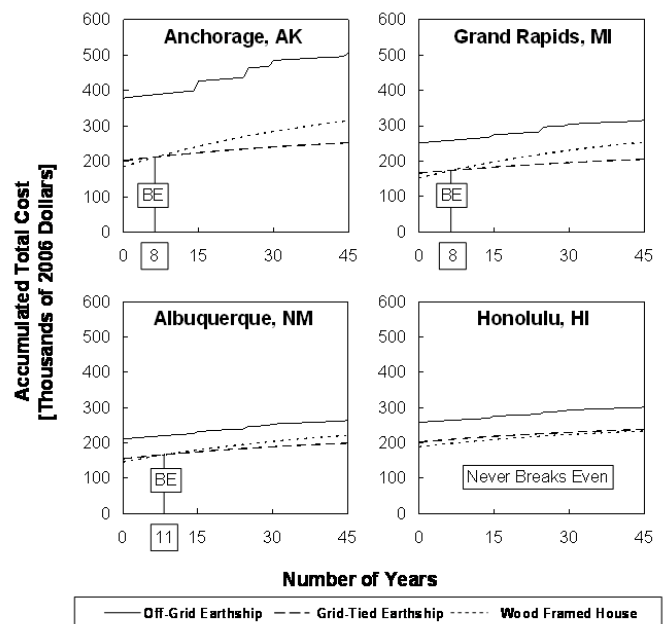 Anchorage, AK
600
500
400
300
200
100
0
BE
0 8 15 30 45
Grand Rapids, MI
600
500
400
300
200
100
0
BE
0 8 15 30 45
Albuquerque, NM
600
500
400
300
200
100
0
BE
0 11 15 30 45
Honolulu, HI
600
500
400
300
200
100
0
Never Breaks Even
0 15 30 45
Accumulated Total Cost
[Thousands of 2006 Dollars]
Number of Years
Off-Grid Earthship Grid-Tied Earthship Wood Framed House